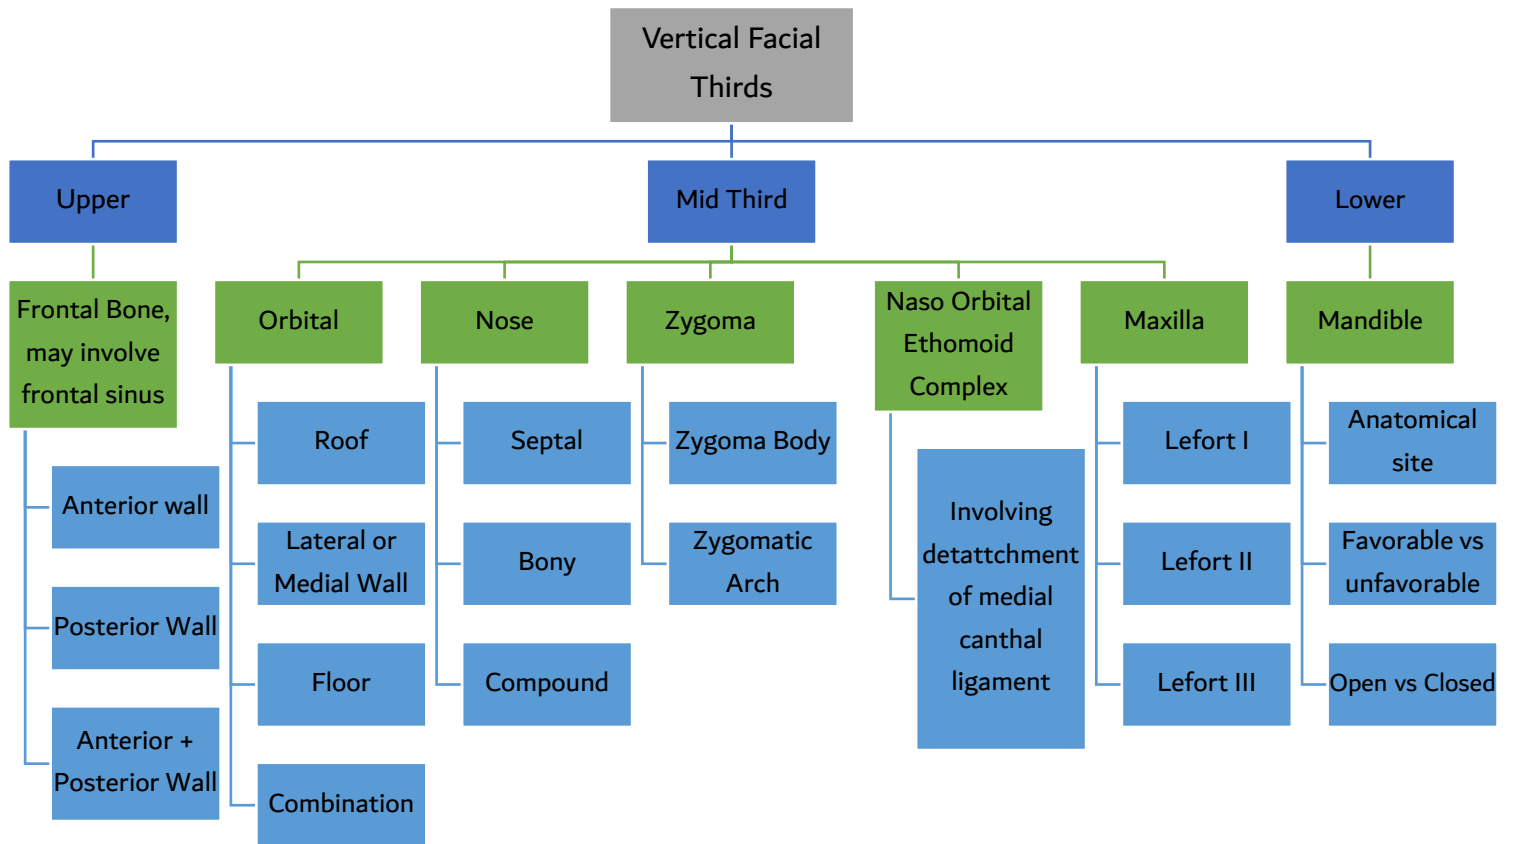 Vertical Facial
Thirds
Upper
Mid Third
Lower
Frontal Bone,
may involve
frontal sinus
Orbital
Nose
Zygoma
Naso Orbital
Ethomoid
Complex
Maxilla
Mandible
Anterior wall
Posterior Wall
Anterior +
Posterior Wall
Roof
Lateral or
Medial Wall
Floor
Combination
Septal
Bony
Compound
Zygoma Body
Zygomatic
Arch
Involving
detattchment
of medial
canthal
ligament
Lefort I
Lefort II
Lefort III
Anatomical
site
Favorable vs
unfavorable
Open vs Closed